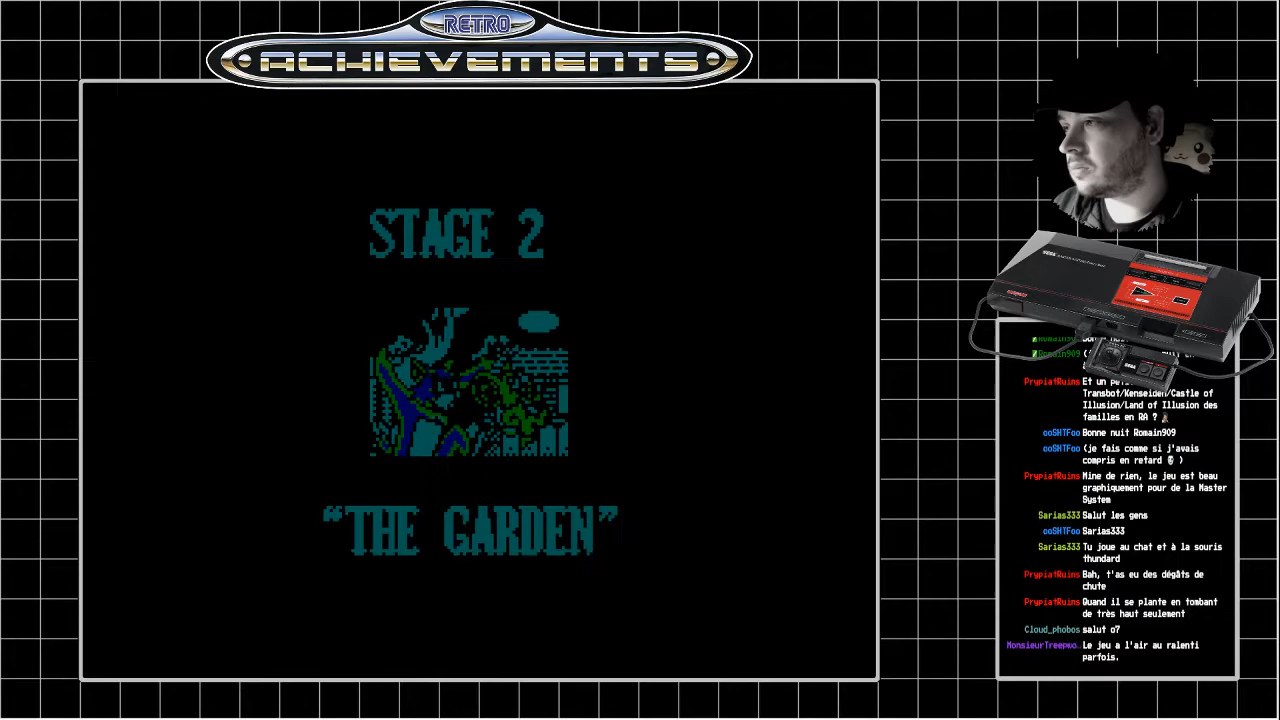 RETRO
ACHIEVEMENTS
STAGE 2
“THE GARDEN”
SEGA
PrypiatRuins
Transbot/Kenseiden/Castle of
Illusion/Land of Illusion des
familles en RA ?
ooSHTFoo Bonne nuit Romain909
ooSHTFoo (je fais comme si j'avais
compris en retard )
PrypiatRuins Mine de rien, le jeu est beau
graphiquement pour de la Master
System
Sarias333 Salut les gens
ooSHTFoo Sarias333
Sarias333 Tu joue au chat et à la souris
thundard
PrypiatRuins Bah, t'as eu des dégâts de
chute
PrypiatRuins Quand il se plante en tombant
de très haut seulement
Cloud_phobos salut o7
MonsieurTreepwo… Le jeu a l'air au ralenti
parfois.